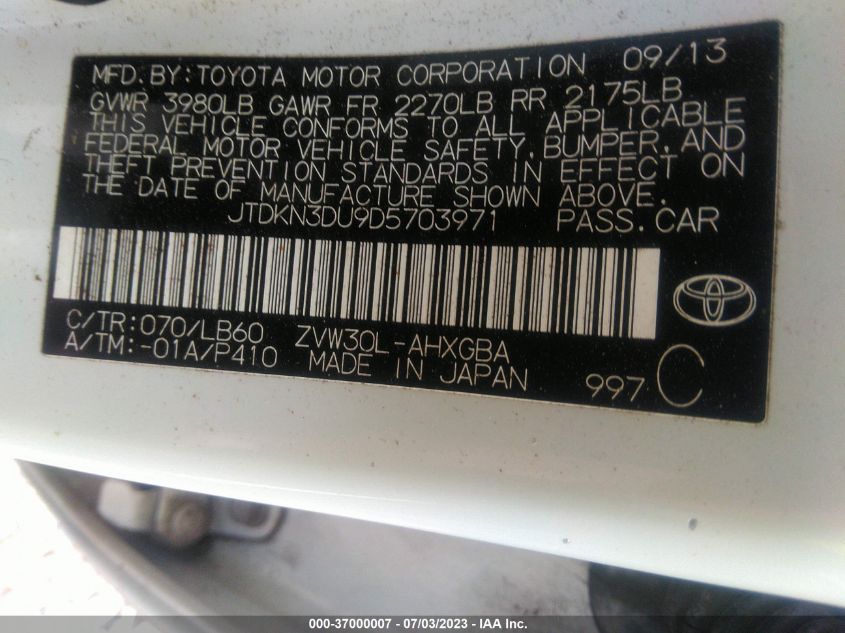 MFD. BY: TOYOTA MOTOR CORPORATION 09/13
GVWR 3980LB GAWR FR 2270LB RR 2175LB
THIS VEHICLE CONFORMS TO ALL APPLICABLE
FEDERAL MOTOR VEHICLE SAFETY, BUMPER, AND
THEFT PREVENTION STANDARDS IN EFFECT ON
THE DATE OF MANUFACTURE SHOWN ABOVE.
JTDKN3DU9D5703971 PASS. CAR
C/TR: 070/LB60 ZVW30L-AHXGBA
A/TM: -01A/P410 MADE IN JAPAN 997 C
000-37000007 - 07/03/2023 - IAA Inc.